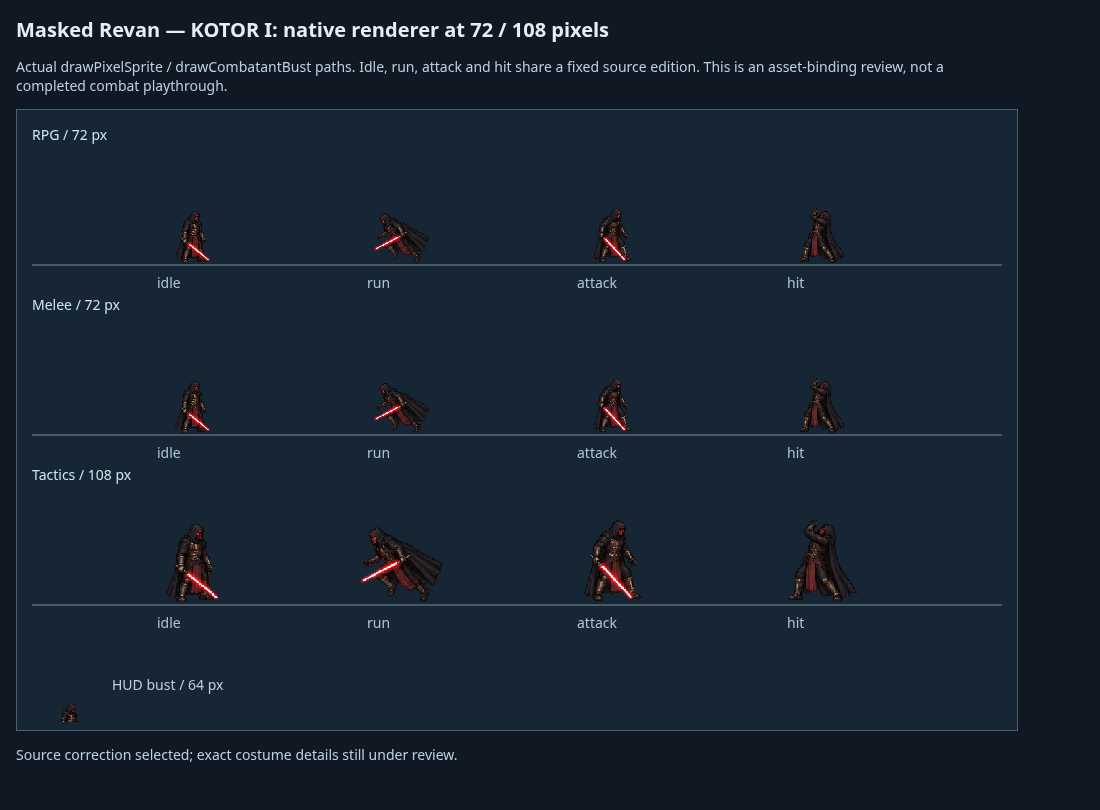 Masked Revan — KOTOR I: native renderer at 72 / 108 pixels
Actual drawPixelSprite / drawCombatantBust paths. Idle, run, attack and hit share a fixed source edition. This is an asset-binding review, not a
completed combat playthrough.
RPG / 72 px
idle run attack hit
Melee / 72 px
idle run attack hit
Tactics / 108 px
idle run attack hit
HUD bust / 64 px
Source correction selected; exact costume details still under review.